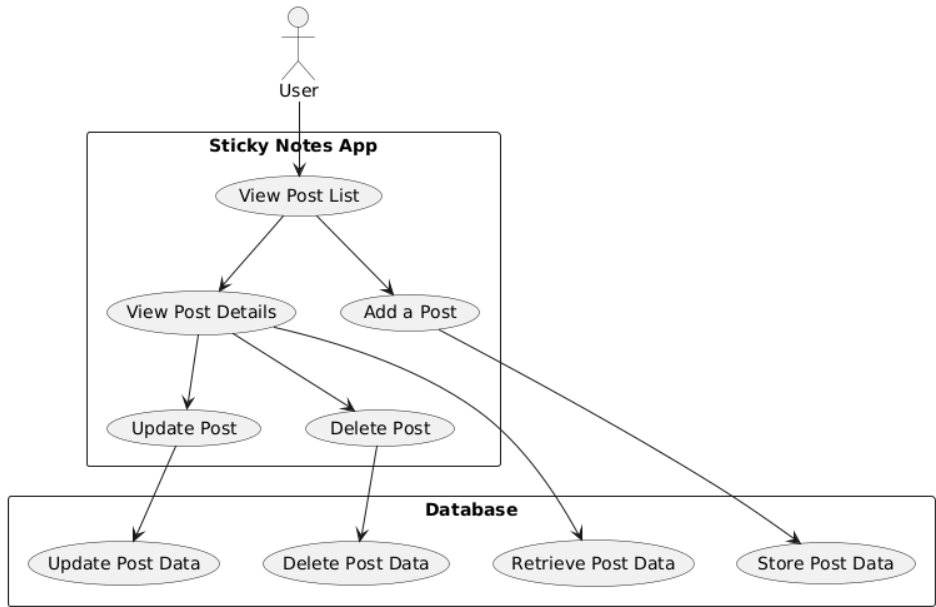 User
Sticky Notes App
View Post List
View Post Details
Add a Post
Update Post
Delete Post
Database
Update Post Data
Delete Post Data
Retrieve Post Data
Store Post Data